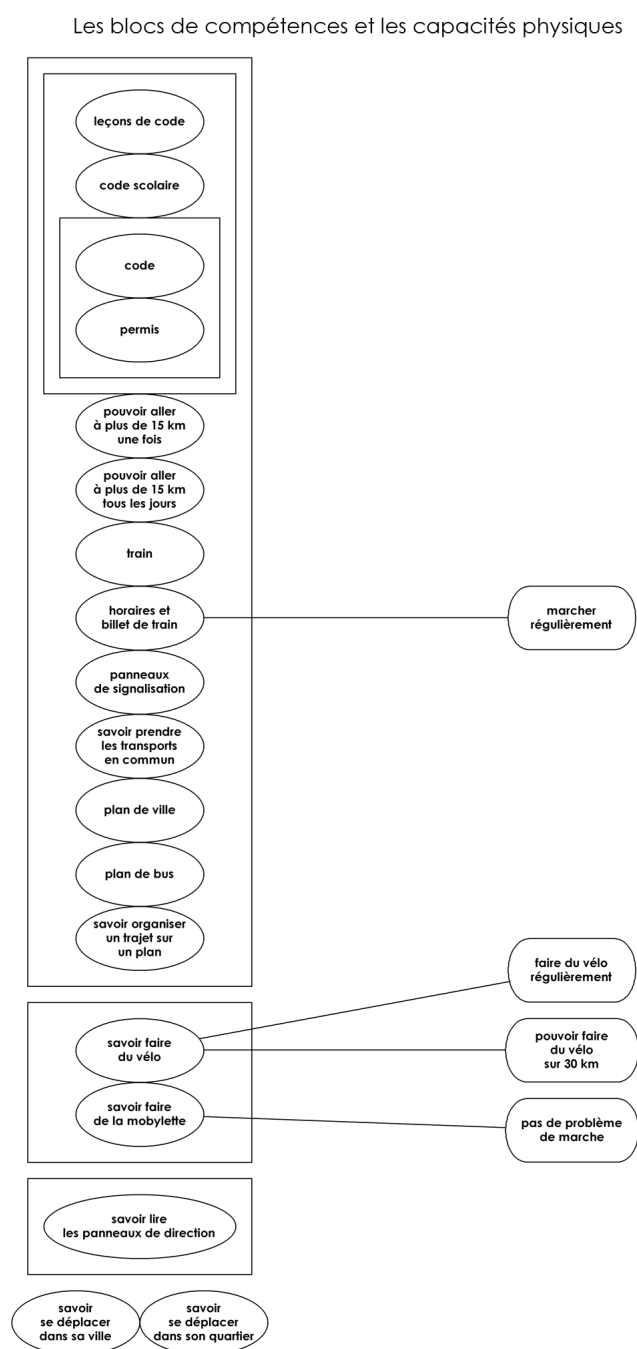 Les blocs de compétences et les capacités physiques
leçons de code
code scolaire
code
permis
pouvoir aller
à plus de 15 km
une fois
pouvoir aller
à plus de 15 km
tous les jours
train
horaires et
billet de train
marcher
régulièrement
panneaux
de signalisation
savoir prendre
les transports
en commun
plan de ville
plan de bus
savoir organiser
un trajet sur
un plan
faire du vélo
régulièrement
savoir faire
du vélo
pouvoir faire
du vélo
sur 30 km
savoir faire
de la mobylette
pas de problème
de marche
savoir lire
les panneaux de direction
savoir
se déplacer
dans sa ville
savoir
se déplacer
dans son quartier